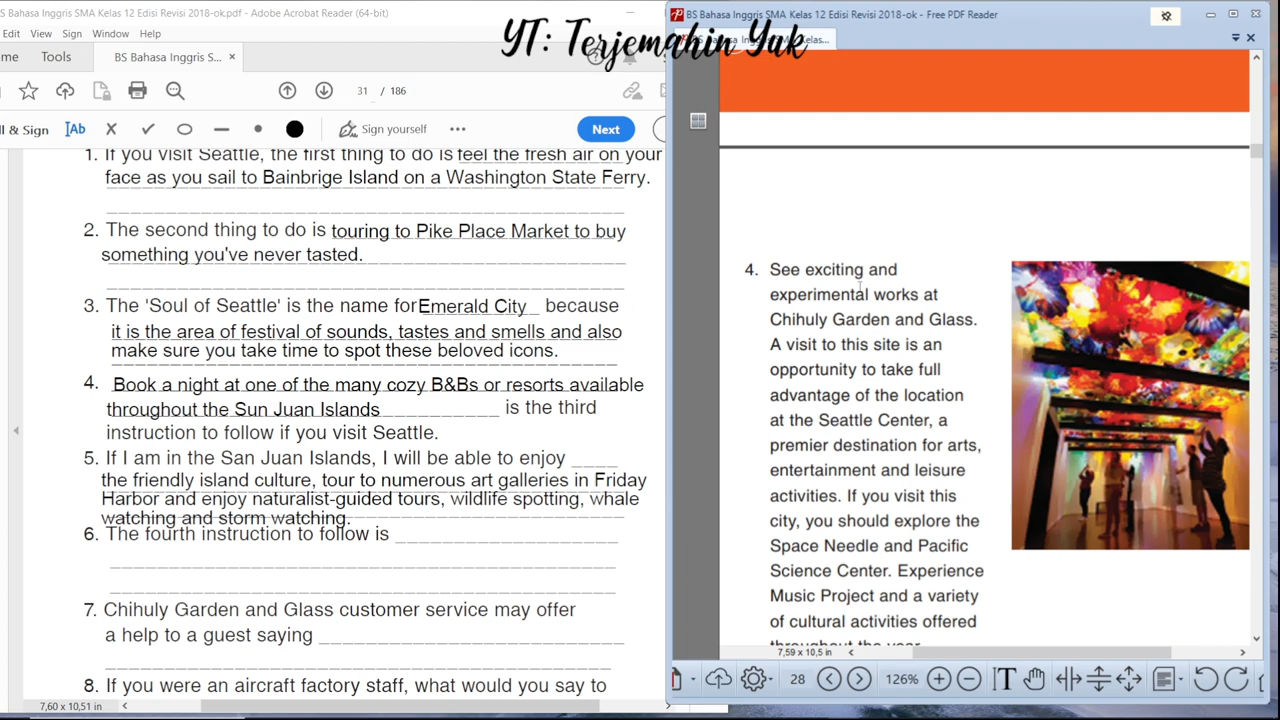 BS Bahasa Inggris SMA Kelas 12 Edisi Revisi 2018-ok.pdf - Adobe Acrobat Reader (64-bit)
Edit View Sign Window Help
me Tools BS Bahasa Inggris S... ×
31 / 186
ll & Sign Ab Sign yourself ... Next
1. If you visit Seattle, the first thing to do is feel the fresh air on your
face as you sail to Bainbrige Island on a Washington State Ferry.
2. The second thing to do is touring to Pike Place Market to buy
something you've never tasted.
3. The 'Soul of Seattle' is the name for Emerald City because
it is the area of festival of sounds, tastes and smells and also
make sure you take time to spot these beloved icons.
4. Book a night at one of the many cozy B&Bs or resorts available
throughout the Sun Juan Islands is the third
instruction to follow if you visit Seattle.
5. If I am in the San Juan Islands, I will be able to enjoy
the friendly island culture, tour to numerous art galleries in Friday
Harbor and enjoy naturalist-guided tours, wildlife spotting, whale
watching and storm watching.
6. The fourth instruction to follow is
7. Chihuly Garden and Glass customer service may offer
a help to a guest saying
8. If you were an aircraft factory staff, what would you say to
7,60 x 10,51 in
YT: Terjemahin Yuk
BS Bahasa Inggris SMA Kelas 12 Edisi Revisi 2018-ok - Free PDF Reader
BS Bahasa Inggris SMA Kelas...
4. See exciting and
experimental works at
Chihuly Garden and Glass.
A visit to this site is an
opportunity to take full
advantage of the location
at the Seattle Center, a
premier destination for arts,
entertainment and leisure
activities. If you visit this
city, you should explore the
Space Needle and Pacific
Science Center. Experience
Music Project and a variety
of cultural activities offered
throughout the year
7,59 x 10,5 in
28 126%